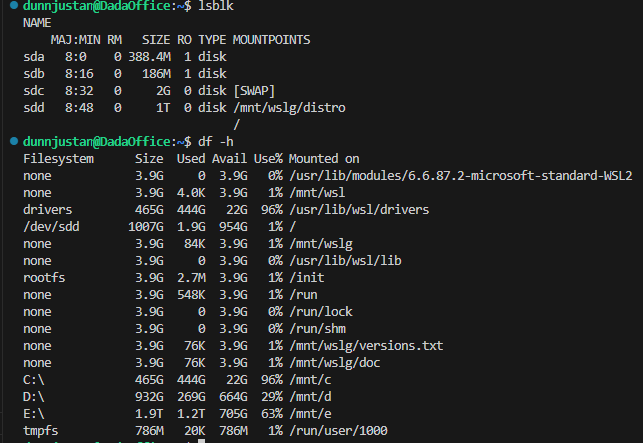 dunnjustan@DadaOffice:~$ lsblk
NAME
MAJ:MIN RM SIZE RO TYPE MOUNTPOINTS
sda 8:0 0 388.4M 1 disk
sdb 8:16 0 186M 1 disk
sdc 8:32 0 2G 0 disk [SWAP]
sdd 8:48 0 1T 0 disk /mnt/wslg/distro
/
dunnjustan@DadaOffice:~$ df -h
Filesystem Size Used Avail Use% Mounted on
none 3.9G 0 3.9G 0% /usr/lib/modules/6.6.87.2-microsoft-standard-WSL2
none 3.9G 4.0K 3.9G 1% /mnt/wsl
drivers 465G 444G 22G 96% /usr/lib/wsl/drivers
/dev/sdd 1007G 1.9G 954G 1% /
none 3.9G 84K 3.9G 1% /mnt/wslg
none 3.9G 0 3.9G 0% /usr/lib/wsl/lib
rootfs 3.9G 2.7M 3.9G 1% /init
none 3.9G 548K 3.9G 1% /run
none 3.9G 0 3.9G 0% /run/lock
none 3.9G 0 3.9G 0% /run/shm
none 3.9G 76K 3.9G 1% /mnt/wslg/versions.txt
none 3.9G 76K 3.9G 1% /mnt/wslg/doc
C:\ 465G 444G 22G 96% /mnt/c
D:\ 932G 269G 664G 29% /mnt/d
E:\ 1.9T 1.2T 705G 63% /mnt/e
tmpfs 786M 20K 786M 1% /run/user/1000